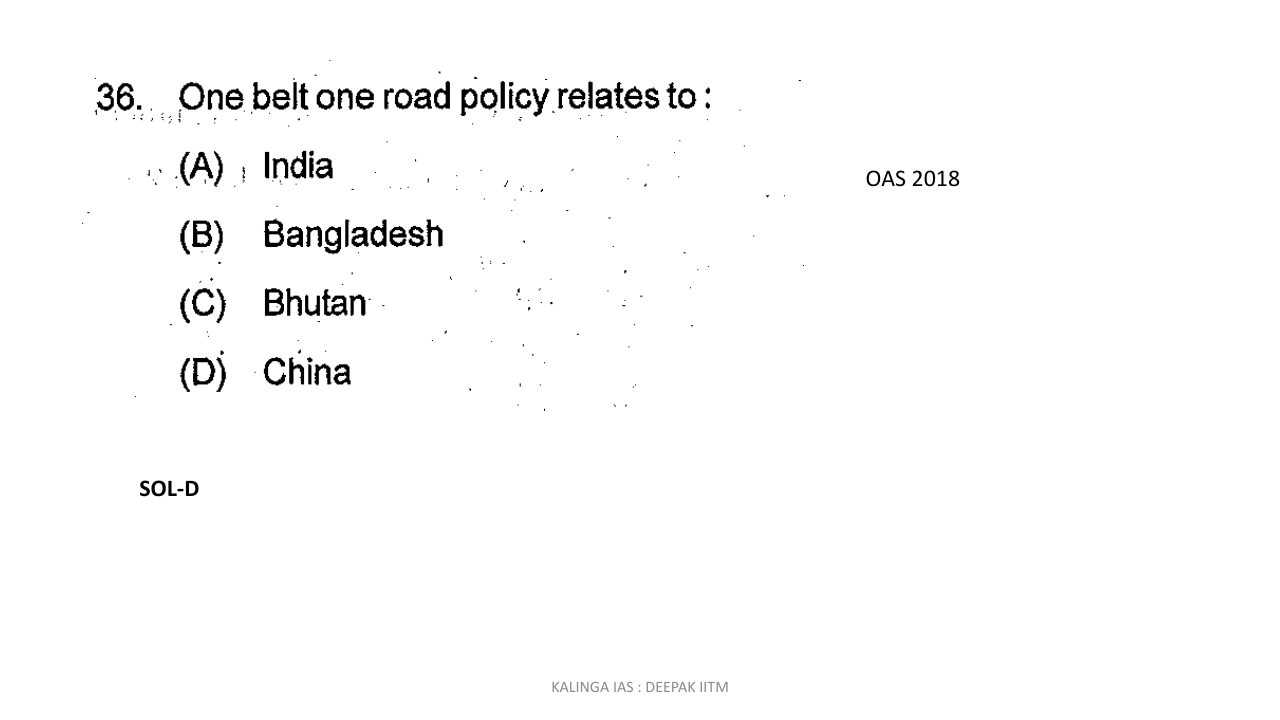 36. One belt one road policy relates to :
(A) India
OAS 2018
(B) Bangladesh
(C) Bhutan
(D) China
SOL-D
KALINGA IAS : DEEPAK IITM